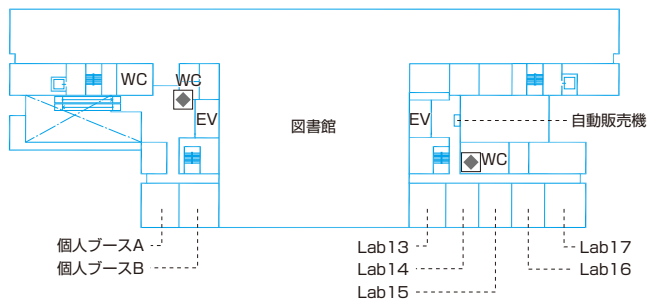 WC
WC
EV
図書館
EV
自動販売機
WC
個人ブースA
個人ブースB
Lab13
Lab14
Lab15
Lab17
Lab16